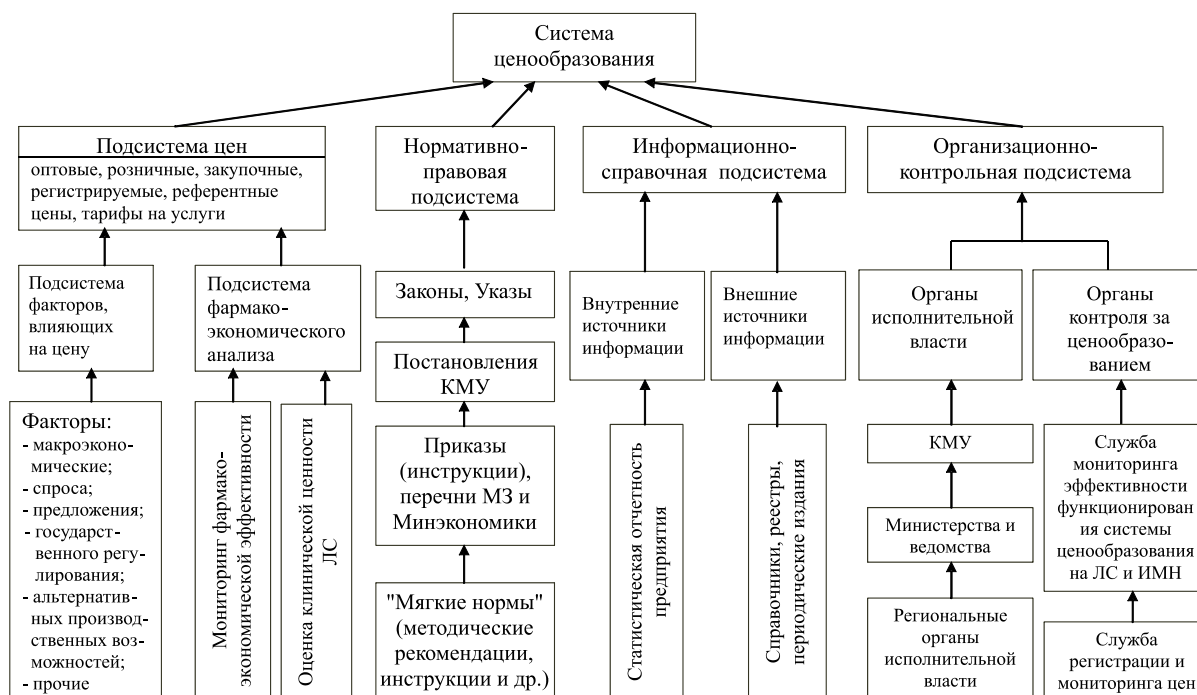 Система
ценообразования
Подсистема цен
оптовые, розничные, закупочные,
регистрируемые, референтные
цены, тарифы на услуги
Нормативно-
правовая
подсистема
Информационно-
справочная подсистема
Организационно-
контрольная подсистема
Подсистема
факторов,
влияющих
на цену
Подсистема
фармако-
экономического
анализа
Законы, Указы
Внутренние
источники
информации
Внешние
источники
информации
Органы
исполнительной
власти
Органы
контроля за
ценообразо-
ванием
Постановления
КМУ
Факторы:
- макроэконо-
мические;
- спроса;
- предложения;
- государст-
венного регу-
лирования;
- альтернатив-
ных производ-
ственных воз-
можностей;
- прочие
Мониторинг фармако-
экономической эффективности
Оценка клинической ценности
ЛС
Приказы
(инструкции),
перечни МЗ и
Минэкономики
"Мягкие нормы"
(методические
рекомендации,
инструкции и др.)
Статистическая отчетность
предприятия
Справочники, реестры,
периодические издания
КМУ
Министерства и
ведомства
Региональные
органы
исполнительной
власти
Служба
мониторинга
эффективности
функционирован
ия системы
ценообразования
на ЛС и ИМН
Служба
регистрации и
мониторинга цен